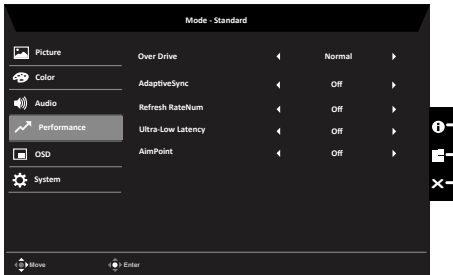 Mode - Standard
Picture
Color
Audio
Performance
OSD
System
Over Drive Normal
AdaptiveSync Off
Refresh RateNum Off
Ultra-Low Latency Off
AimPoint Off
Move Enter